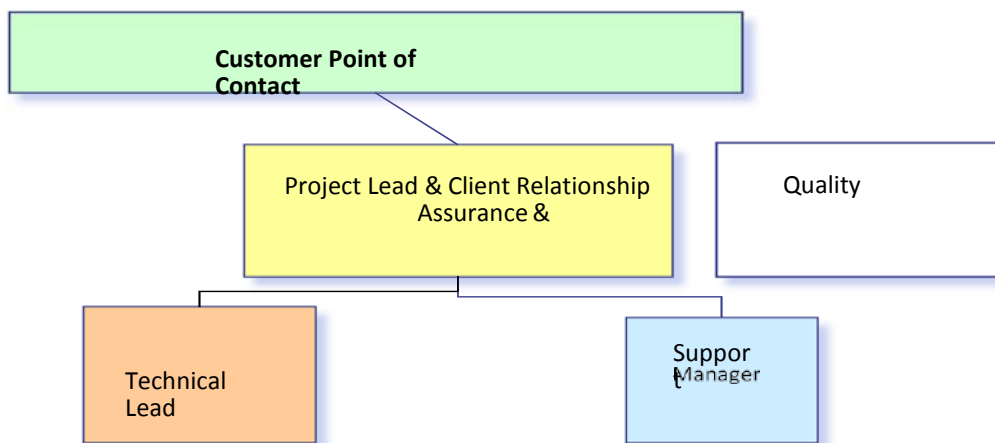 Customer Point of
Contact
Project Lead & Client Relationship
Assurance &
Quality
Technical
Lead
Suppor
t
Manager